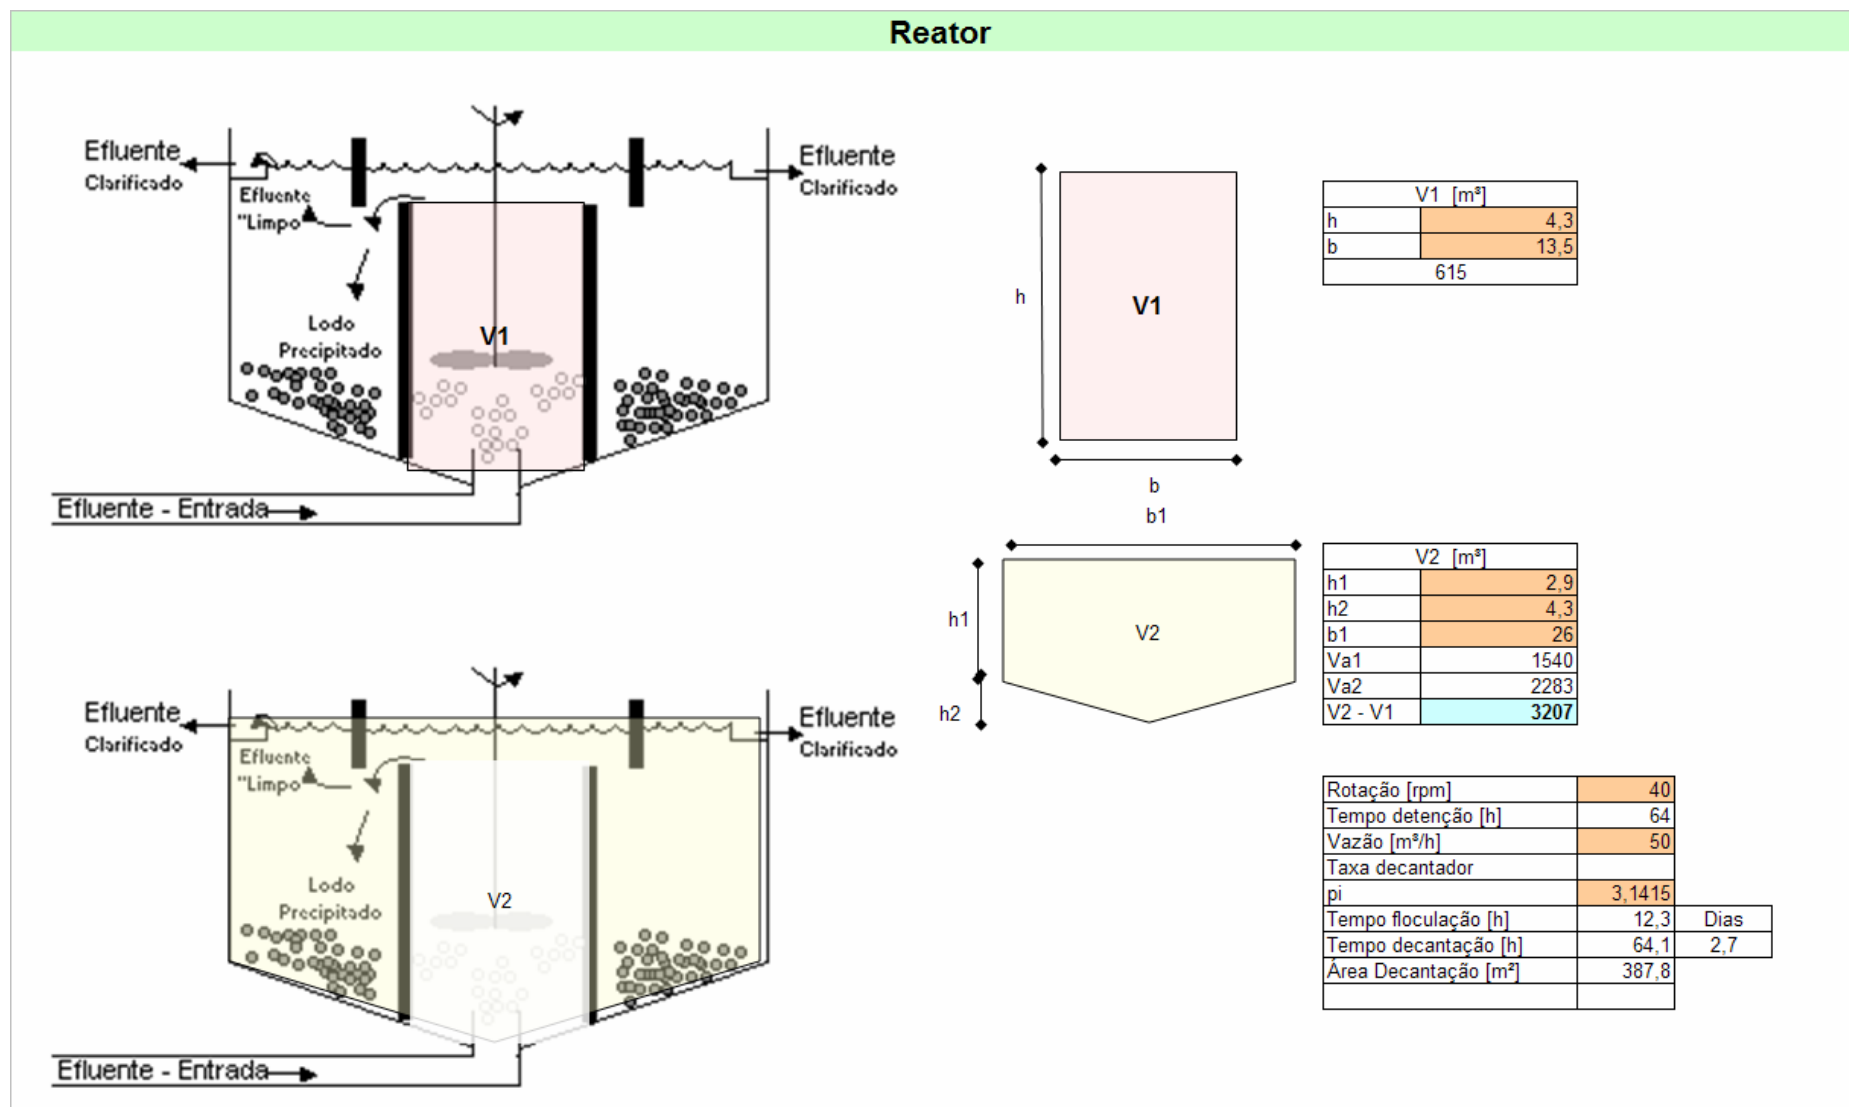 Reator
Efluente
Clarificado
Efluente
"Limpo
Efluente
Clarificado
Lodo
Precipitado
V1
Efluente - Entrada
h
V1
b
V1 [m³]
h 4,3
b 13,5
615
b1
h1
V2
h2
V2 [m³]
h1 2,9
h2 4,3
b1 26
Va1 1540
Va2 2283
V2 - V1 3207
Efluente
Clarificado
Efluente
"Limpo
Efluente
Clarificado
Lodo
Precipitado
V2
Efluente - Entrada
Rotação [rpm] 40
Tempo detenção [h] 64
Vazão [m³/h] 50
Taxa decantador
pi 3,1415
Tempo floculação [h] 12,3 Dias
Tempo decantação [h] 64,1 2,7
Área Decantação [m²] 387,8